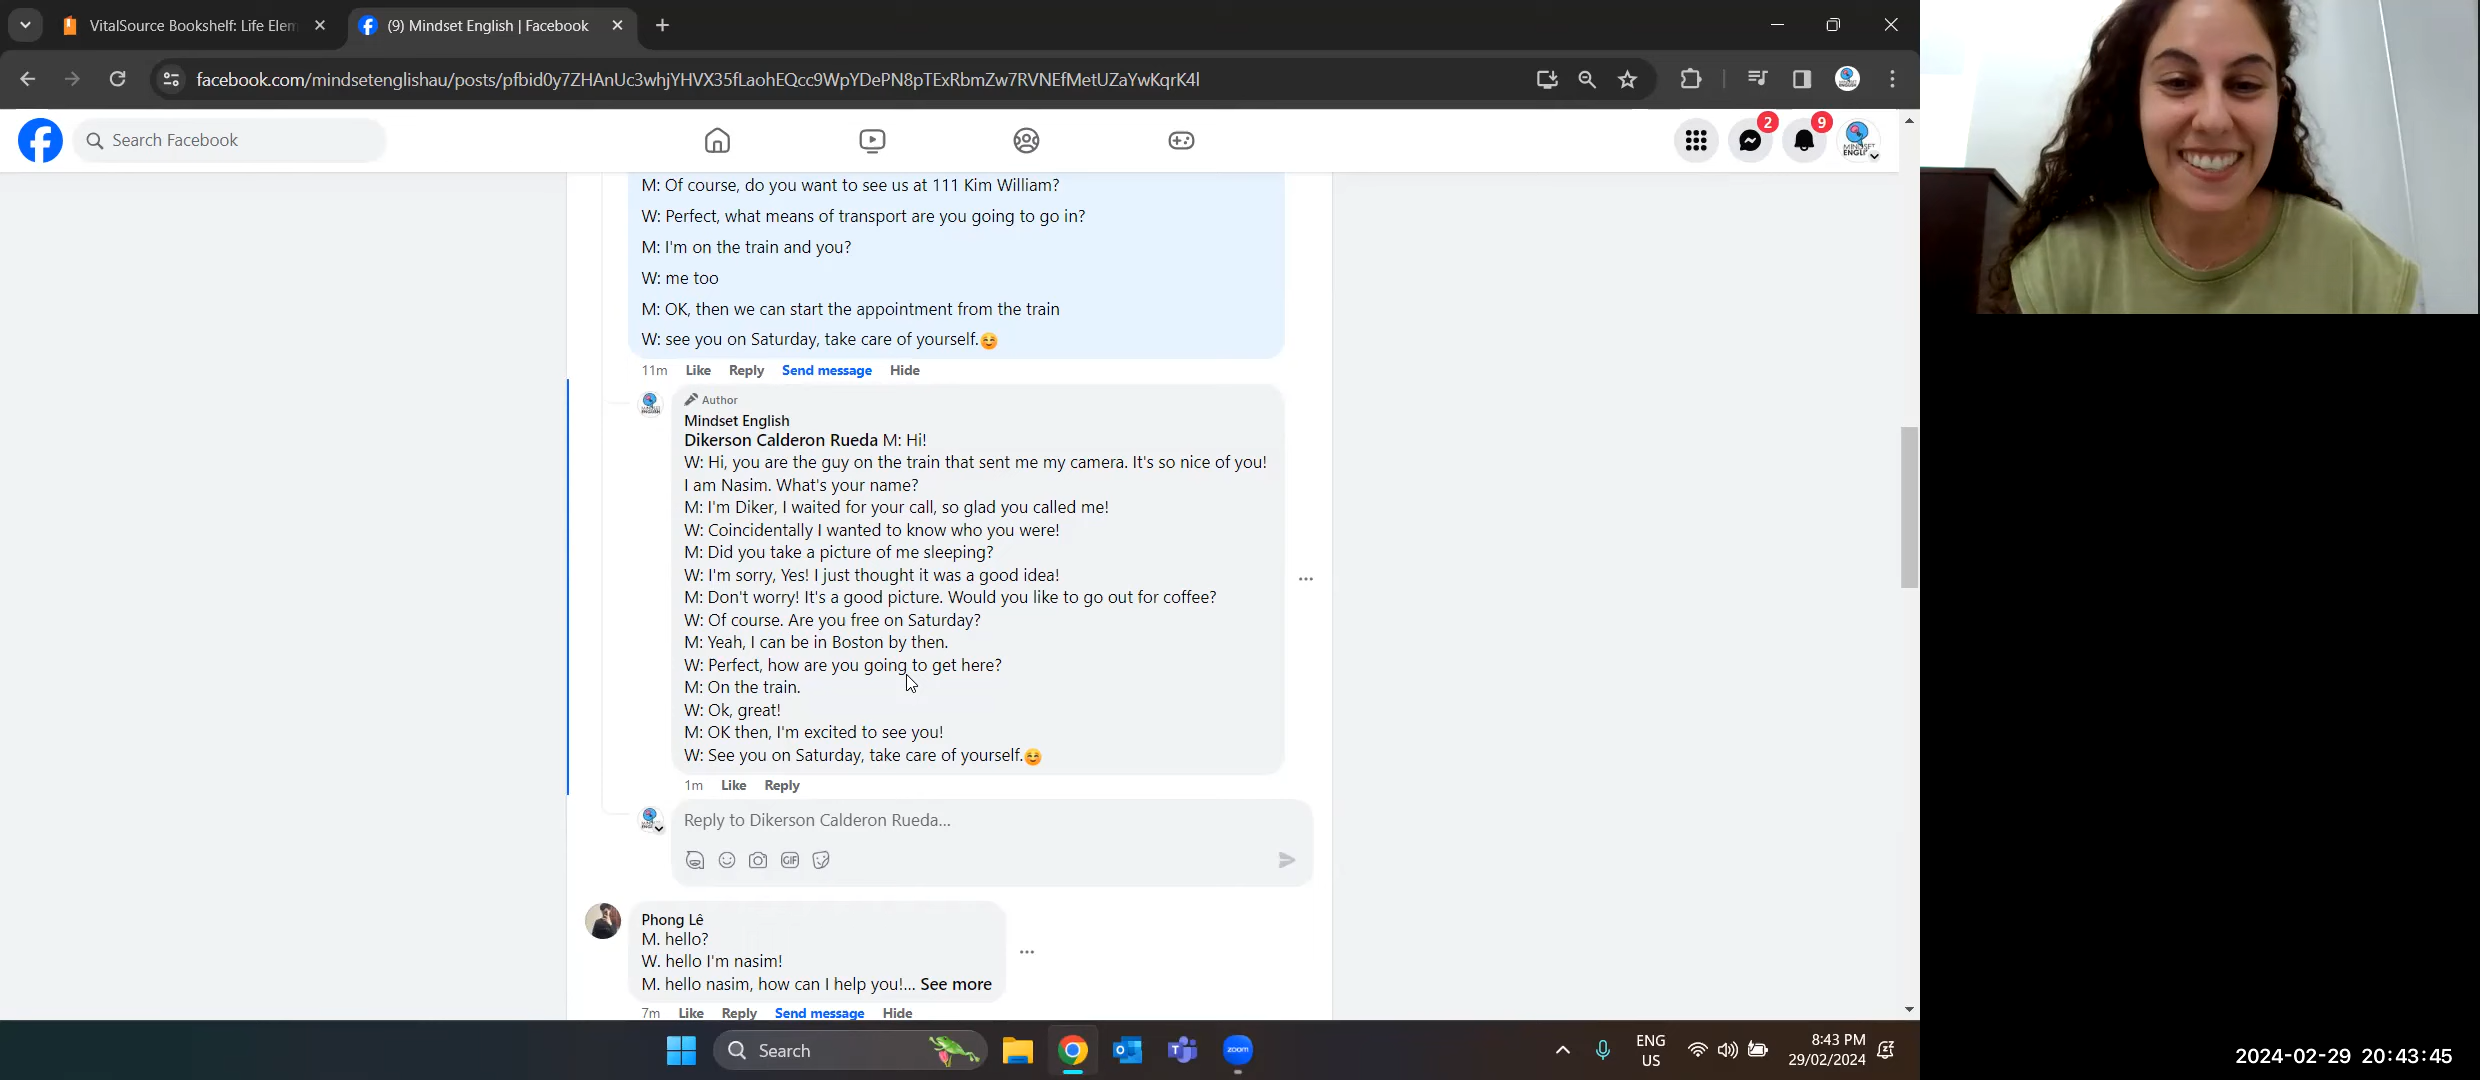 VitalSource Bookshelf: Life Elem
(9) Mindset English | Facebook
facebook.com/mindsetenglishau/posts/pfbid0y7ZHAnUc3whjYHVX35fLaohEQcc9WpYDePN8pTExRbmZw7RVNEfMetUZaYwKqrK4l
Search Facebook
2
9
MINDSET
ENGLI
M: Of course, do you want to see us at 111 Kim William?
W: Perfect, what means of transport are you going to go in?
M: I'm on the train and you?
W: me too
M: OK, then we can start the appointment from the train
W: see you on Saturday, take care of yourself.😊
11m Like Reply Send message Hide
Author
Mindset English
Dikerson Calderon Rueda M: Hi!
W: Hi, you are the guy on the train that sent me my camera. It's so nice of you!
I am Nasim. What's your name?
M: I'm Diker, I waited for your call, so glad you called me!
W: Coincidentally I wanted to know who you were!
M: Did you take a picture of me sleeping?
W: I'm sorry, Yes! I just thought it was a good idea!
M: Don't worry! It's a good picture. Would you like to go out for coffee?
W: Of course. Are you free on Saturday?
M: Yeah, I can be in Boston by then.
W: Perfect, how are you going to get here?
M: On the train.
W: Ok, great!
M: OK then, I'm excited to see you!
W: See you on Saturday, take care of yourself.😊
1m Like Reply
Reply to Dikerson Calderon Rueda...
GIF
Phong Lê
M. hello?
W. hello I'm nasim!
M. hello nasim, how can I help you!... See more
7m Like Reply Send message Hide
Search
zoom
ENG
US
8:43 PM
29/02/2024
2024-02-29 20:43:45